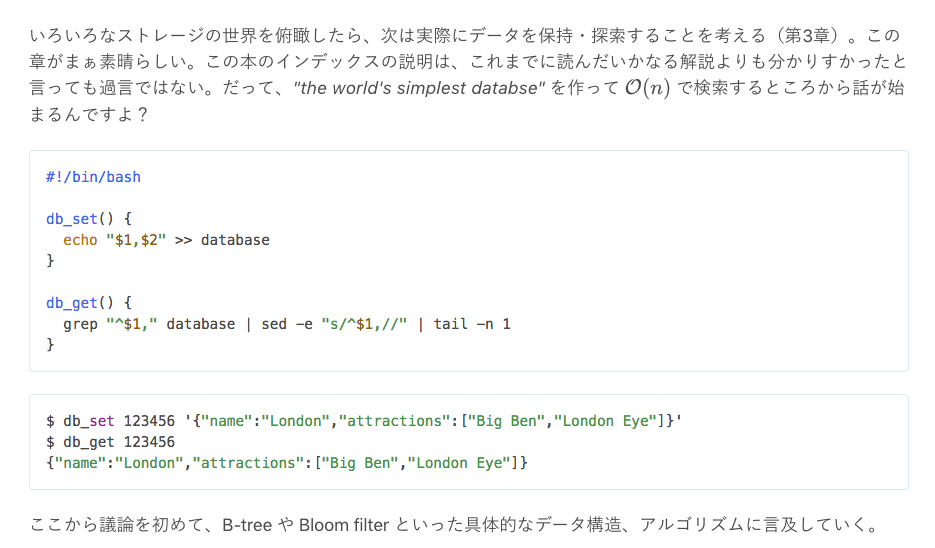 いろいろなストレージの世界を俯瞰したら、次は実際にデータを保持・探索することを考える（第3章）。この
章がまぁ素晴らしい。この本のインデックスの説明は、これまでに読んだいかなる解説よりも分かりすかったと
言っても過言ではない。だって、"the world's simplest databse" を作って O(n) で検索するところから話が始
まるんですよ？
#!/bin/bash
db_set() {
  echo "$1,$2" >> database
}
db_get() {
  grep "^$1," database | sed -e "s/^$1,//" | tail -n 1
}
$ db_set 123456 '{"name":"London","attractions":["Big Ben","London Eye"]}'
$ db_get 123456
{"name":"London","attractions":["Big Ben","London Eye"]}
ここから議論を初めて、B-tree や Bloom filter といった具体的なデータ構造、アルゴリズムに言及していく。